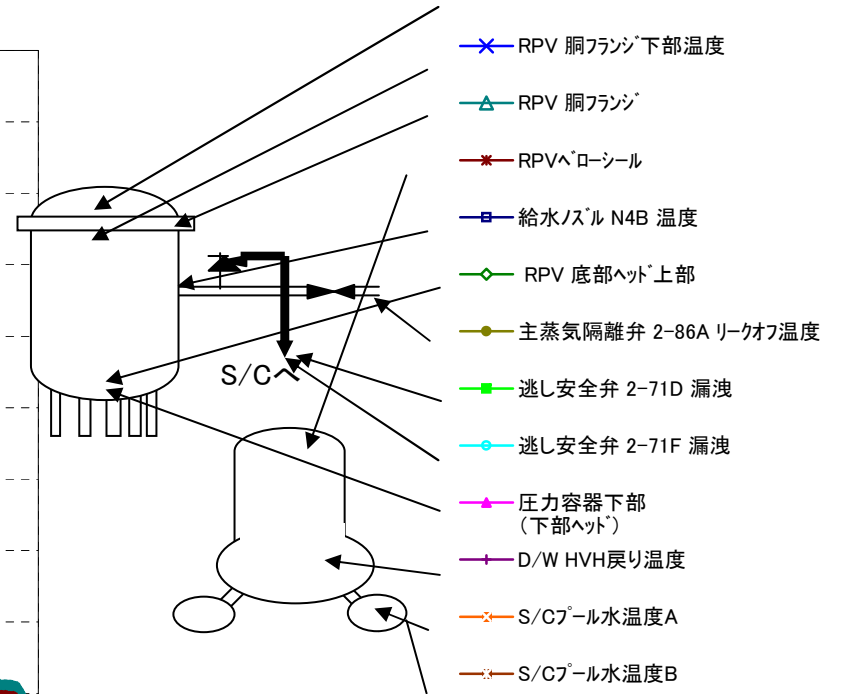 RPV 胴ﾌﾗﾝｼﾞ下部温度
RPV 胴ﾌﾗﾝｼﾞ
RPVﾍﾞﾛｰｼｰﾙ
給水ﾉｽﾞﾙ N4B 温度
RPV 底部ﾍｯﾄﾞ上部
主蒸気隔離弁 2-86A ﾘｰｸｵﾌ温度
逃し安全弁 2-71D 漏洩
逃し安全弁 2-71F 漏洩
圧力容器下部
(下部ﾍｯﾄﾞ)
D/W HVH戻り温度
S/Cﾌﾟｰﾙ水温度A
S/Cﾌﾟｰﾙ水温度B
S/Cへ